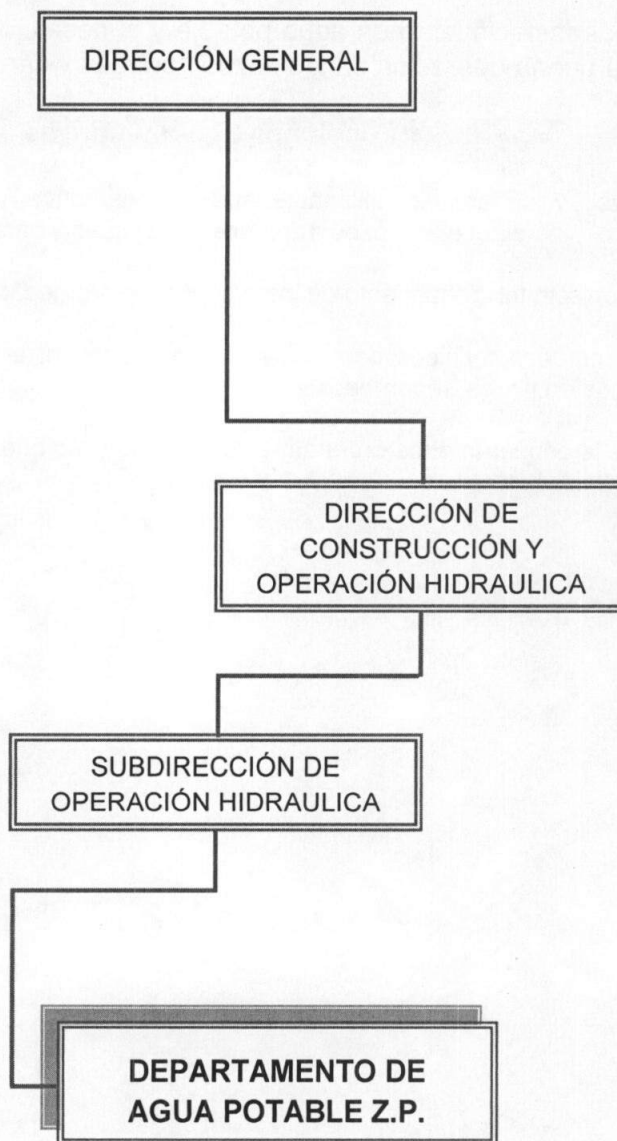 DIRECCIÓN GENERAL
DIRECCIÓN DE
CONSTRUCCIÓN Y
OPERACIÓN HIDRAULICA
SUBDIRECCIÓN DE
OPERACIÓN HIDRAULICA
DEPARTAMENTO DE
AGUA POTABLE Z.P.